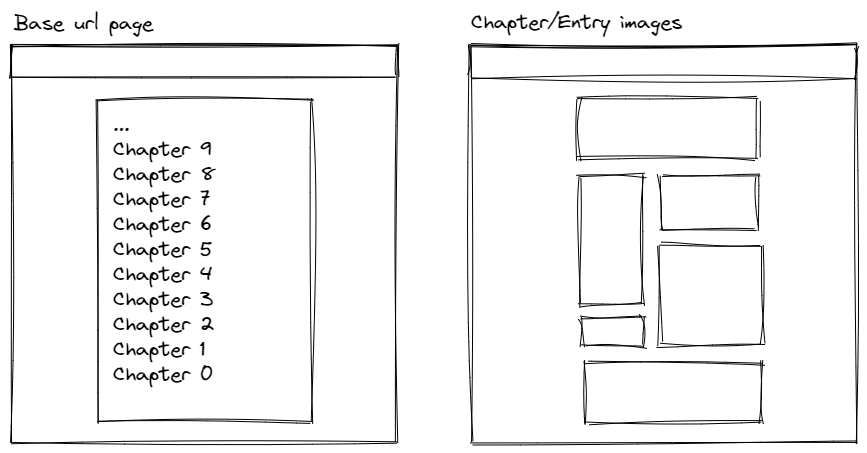 Base url page
...
Chapter 9
Chapter 8
Chapter 7
Chapter 6
Chapter 5
Chapter 4
Chapter 3
Chapter 2
Chapter 1
Chapter 0
Chapter/Entry images